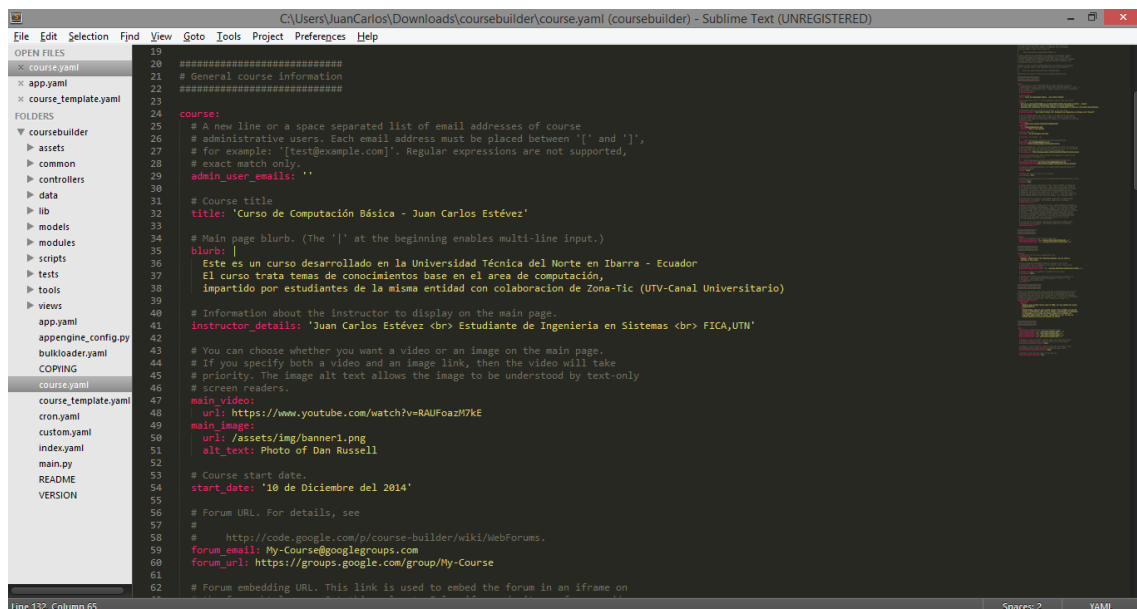 C:\Users\JuanCarlos\Downloads\coursebuilder\course.yaml (coursebuilder) - Sublime Text (UNREGISTERED)
File Edit Selection Find View Goto Tools Project Preferences Help
OPEN FILES
course.yaml
app.yaml
course_template.yaml
FOLDERS
coursebuilder
assets
common
controllers
data
lib
models
modules
scripts
tests
tools
views
app.yaml
appengine_config.py
bulkloader.yaml
COPYING
course.yaml
course_template.yaml
cron.yaml
custom.yaml
index.yaml
main.py
README
VERSION
19
20 ############################
21 # General course information
22 ############################
23
24 course:
25 # A new line or a space separated list of email addresses of course
26 # administrative users. Each email address must be placed between '[' and ']',
27 # for example: '[test@example.com]'. Regular expressions are not supported,
28 # exact match only.
29 admin_user_emails: ''
30
31 # Course title
32 title: 'Curso de Computación Básica - Juan Carlos Estévez'
33
34 # Main page blurb. (The '|' at the beginning enables multi-line input.)
35 blurb: |
36 Este es un curso desarrollado en la Universidad Técnica del Norte en Ibarra - Ecuador
37 El curso trata temas de conocimientos base en el area de computación,
38 impartido por estudiantes de la misma entidad con colaboracion de Zona-Tic (UTV-Canal Universitario)
39
40 # Information about the instructor to display on the main page.
41 instructor_details: 'Juan Carlos Estévez <br> Estudiante de Ingenieria en Sistemas <br> FICA,UTN'
42
43 # You can choose whether you want a video or an image on the main page.
44 # If you specify both a video and an image link, then the video will take
45 # priority. The image alt text allows the image to be understood by text-only
46 # screen readers.
47 main_video:
48 url: https://www.youtube.com/watch?v=RAUFoazM7kE
49 main_image:
50 url: /assets/img/banner1.png
51 alt_text: Photo of Dan Russell
52
53 # Course start date.
54 start_date: '10 de Diciembre del 2014'
55
56 # Forum URL. For details, see
57 #
58 # http://code.google.com/p/course-builder/wiki/WebForums.
59 forum_email: My-Course@googlegroups.com
60 forum_url: https://groups.google.com/group/My-Course
61
62 # Forum embedding URL. This link is used to embed the forum in an iframe on
Line 132, Column 65
Spaces: 2 YAML